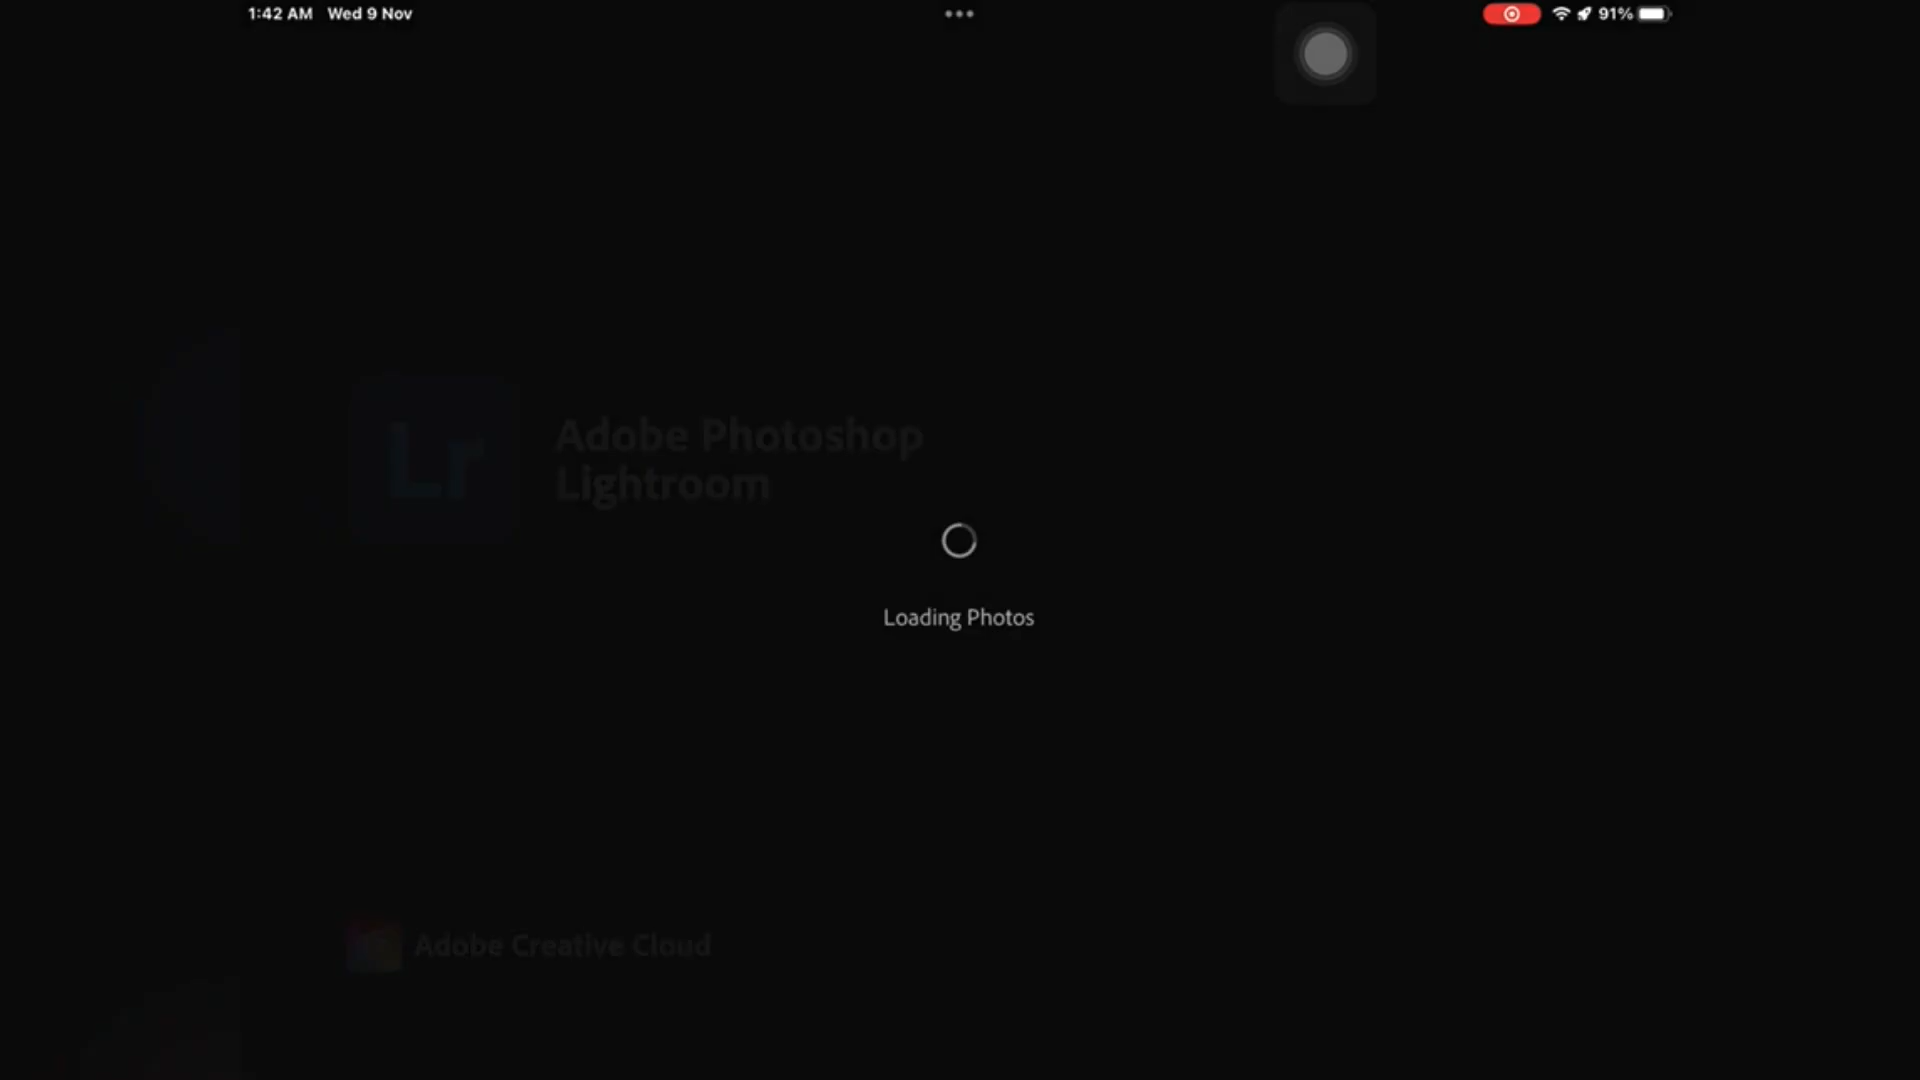 1:42 AM Wed 9 Nov
91%
Lr
Adobe Photoshop
Lightroom
Loading Photos
Adobe Creative Cloud